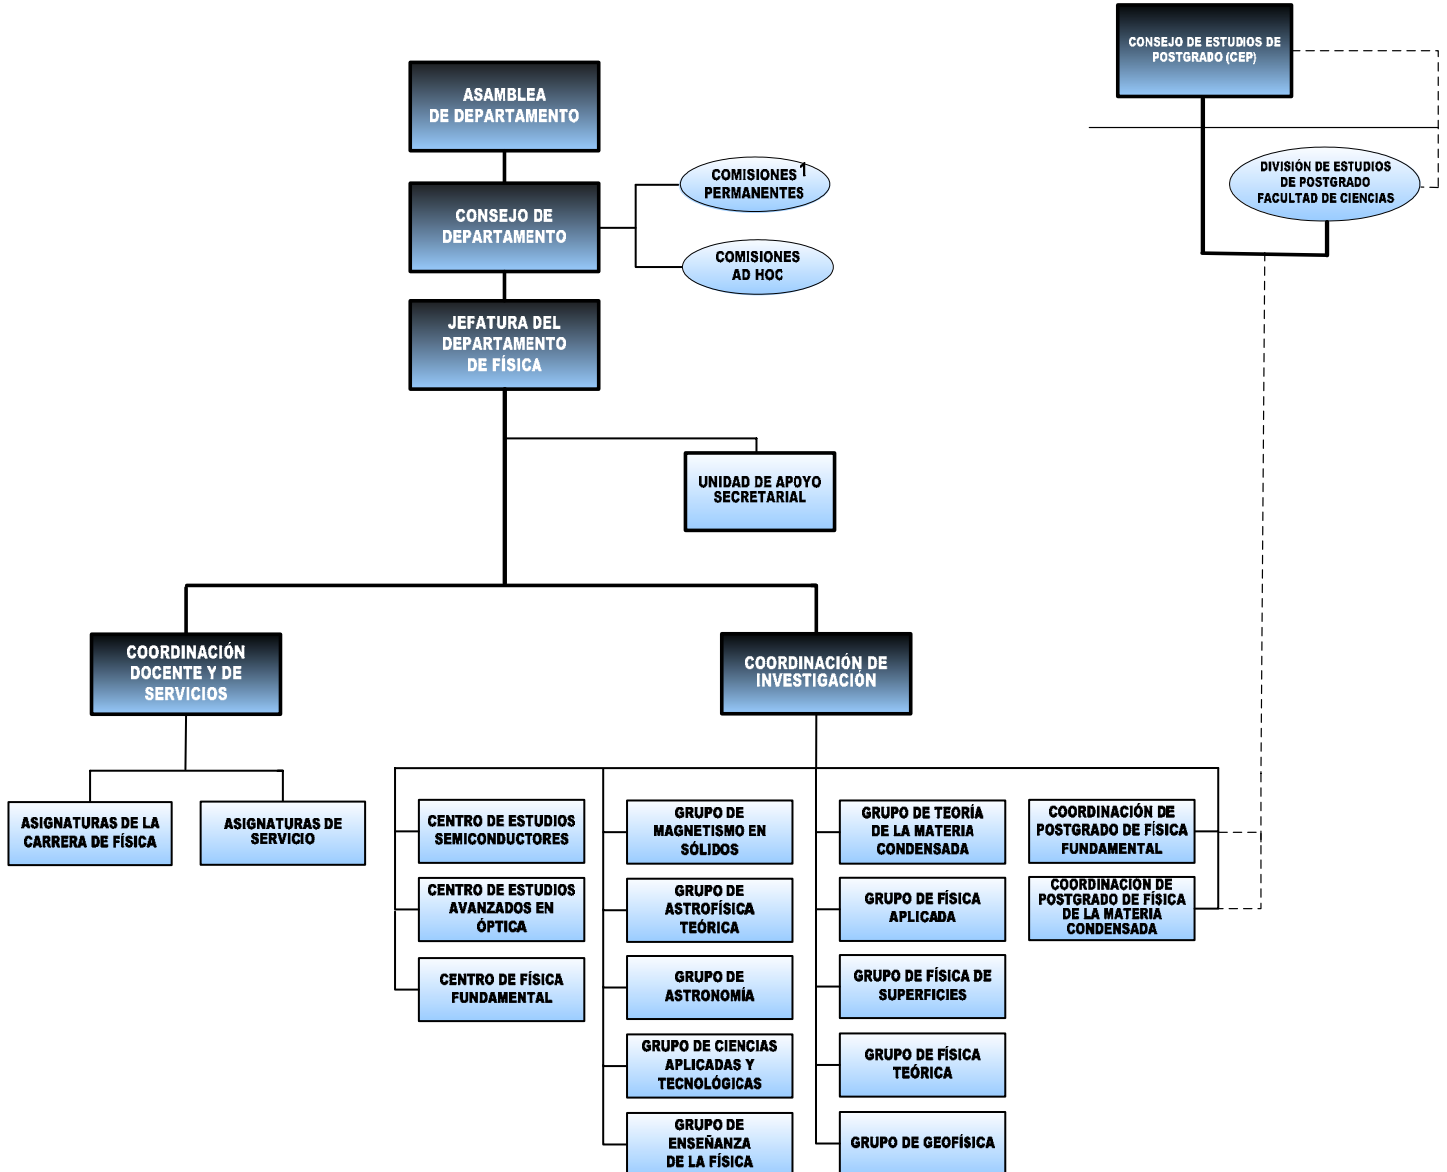 CONSEJO DE ESTUDIOS DE
POSTGRADO (CEP)
ASAMBLEA
DE DEPARTAMENTO
COMISIONES 1
PERMANENTES
DIVISIÓN DE ESTUDIOS
DE POSTGRADO
FACULTAD DE CIENCIAS
CONSEJO DE
DEPARTAMENTO
COMISIONES
AD HOC
JEFATURA DEL
DEPARTAMENTO
DE FÍSICA
UNIDAD DE APOYO
SECRETARIAL
COORDINACIÓN
DOCENTE Y DE
SERVICIOS
COORDINACIÓN DE
INVESTIGACIÓN
ASIGNATURAS DE LA
CARRERA DE FÍSICA
ASIGNATURAS DE
SERVICIO
CENTRO DE ESTUDIOS
SEMICONDUCTORES
GRUPO DE
MAGNETISMO EN
SÓLIDOS
GRUPO DE TEORÍA
DE LA MATERIA
CONDENSADA
COORDINACIÓN DE
POSTGRADO DE FÍSICA
FUNDAMENTAL
CENTRO DE ESTUDIOS
AVANZADOS EN
ÓPTICA
GRUPO DE
ASTROFÍSICA
TEÓRICA
GRUPO DE FÍSICA
APLICADA
COORDINACIÓN DE
POSTGRADO DE FÍSICA
DE LA MATERIA
CONDENSADA
CENTRO DE FÍSICA
FUNDAMENTAL
GRUPO DE
ASTRONOMÍA
GRUPO DE FÍSICA DE
SUPERFICIES
GRUPO DE CIENCIAS
APLICADAS Y
TECNOLÓGICAS
GRUPO DE FÍSICA
TEÓRICA
GRUPO DE
ENSEÑANZA
DE LA FÍSICA
GRUPO DE GEOFÍSICA